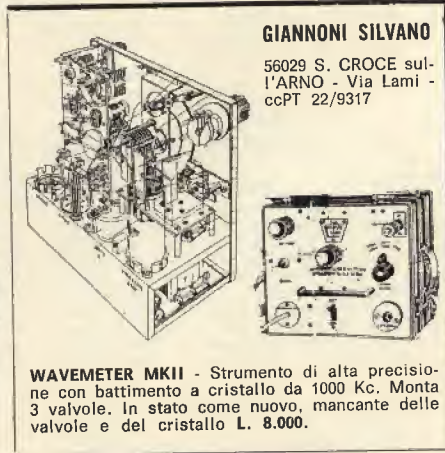 GIANNONI SILVANO
56029 S. CROCE sul-
l'ARNO - Via Lami -
ccPT 22/9317
WAVEMETER MKII - Strumento di alta precisio-
ne con battimento a cristallo da 1000 Kc. Monta
3 valvole. In stato come nuovo, mancante delle
valvole e del cristallo L. 8.000.